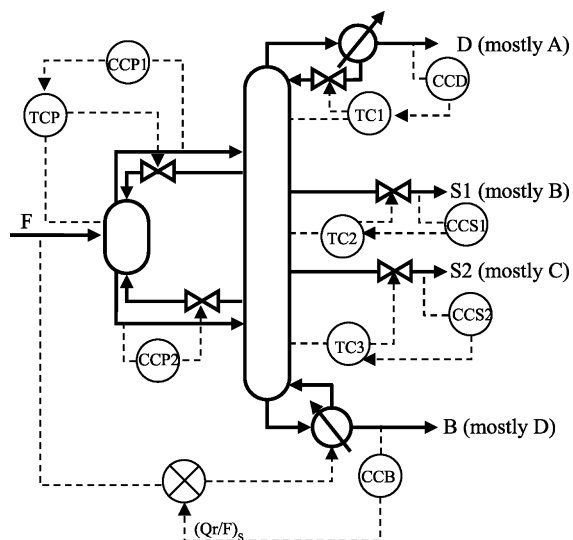 CCP1
D (mostly A)
CCD
TCP
TC1
S1 (mostly B)
F
TC2
CCS1
S2 (mostly C)
CCS2
CCP2
TC3
B (mostly D)
CCB
(Qr/F)s